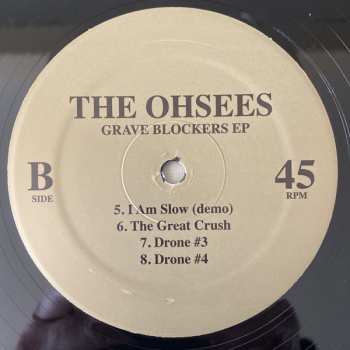 THE OHSEES
GRAVE BLOCKERS EP
B
SIDE
45
RPM
5. I Am Slow (demo)
6. The Great Crush
7. Drone #3
8. Drone #4